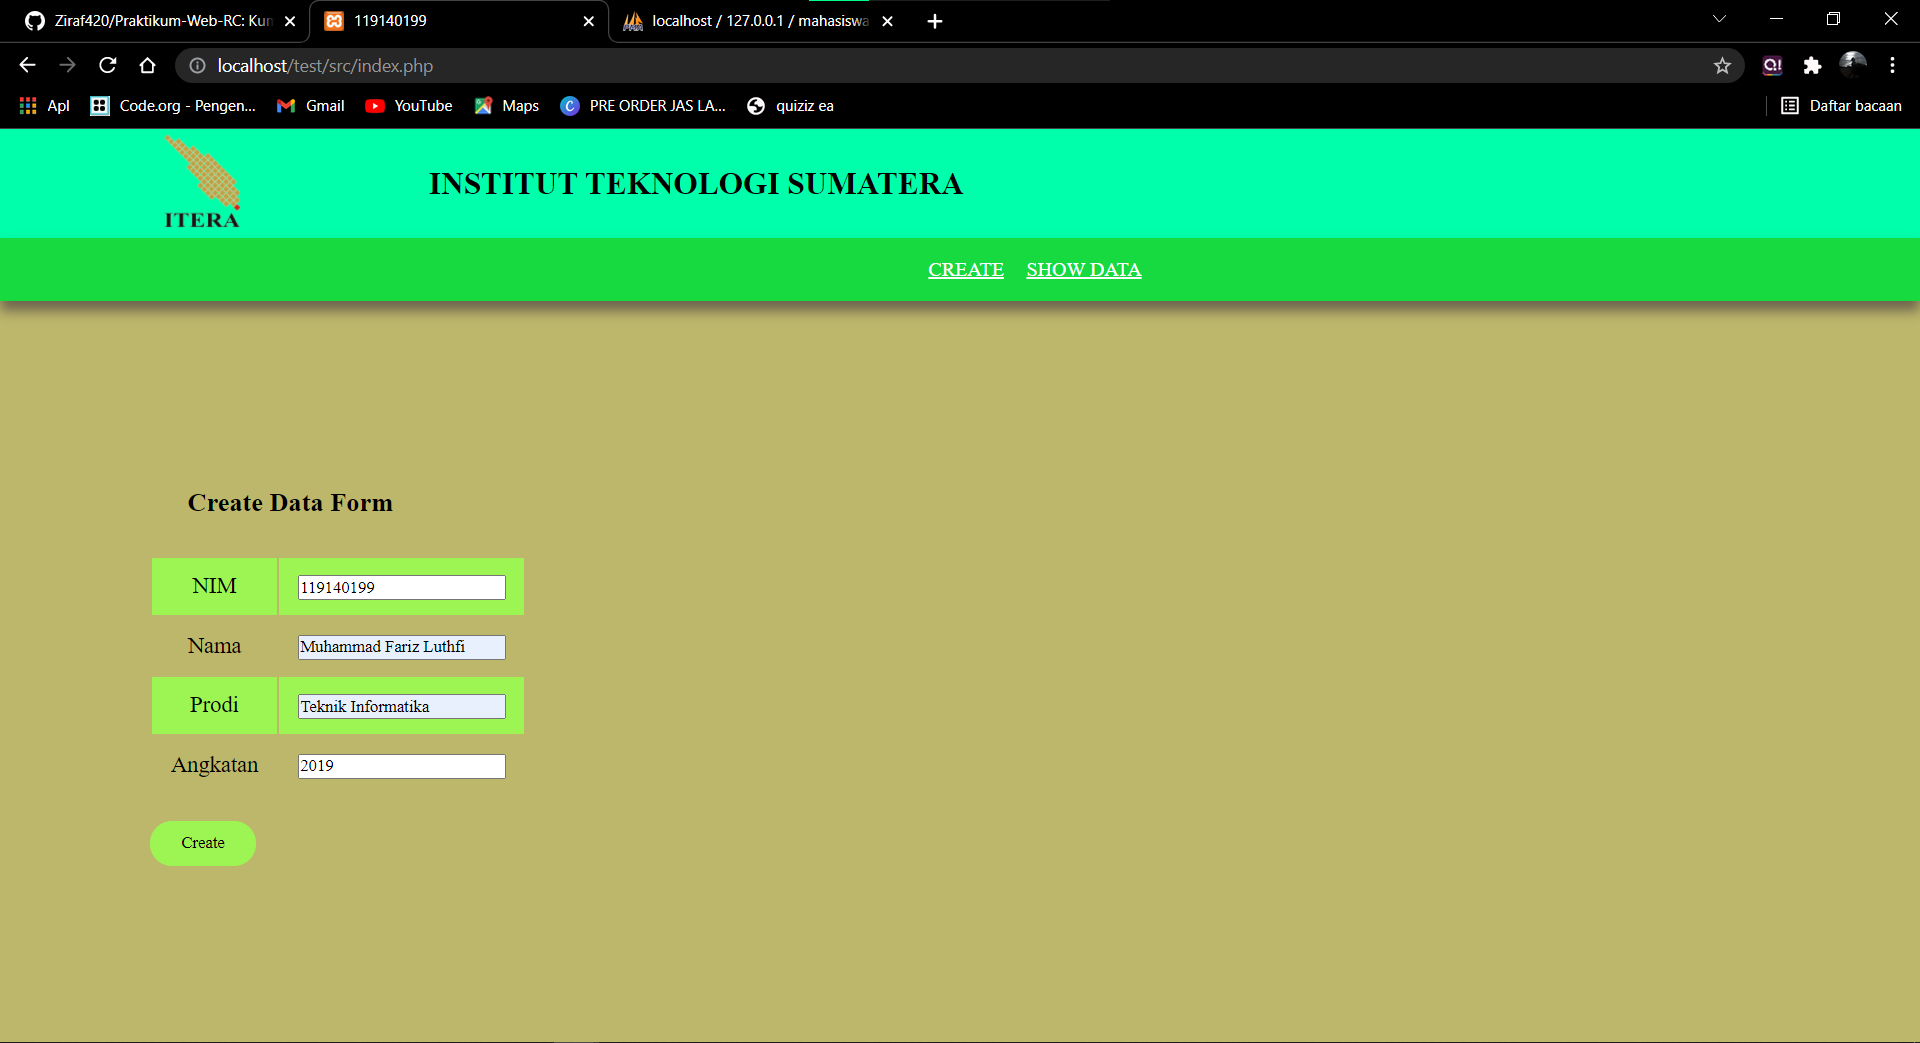 Ziraf420/Praktikum-Web-RC: Kun
119140199
localhost / 127.0.0.1 / mahasiswa
localhost/test/src/index.php
Apl
Code.org - Pengen...
Gmail
YouTube
Maps
PRE ORDER JAS LA...
quiziz ea
Daftar bacaan
ITERA
INSTITUT TEKNOLOGI SUMATERA
CREATE
SHOW DATA
Create Data Form
NIM
119140199
Nama
Muhammad Fariz Luthfi
Prodi
Teknik Informatika
Angkatan
2019
Create